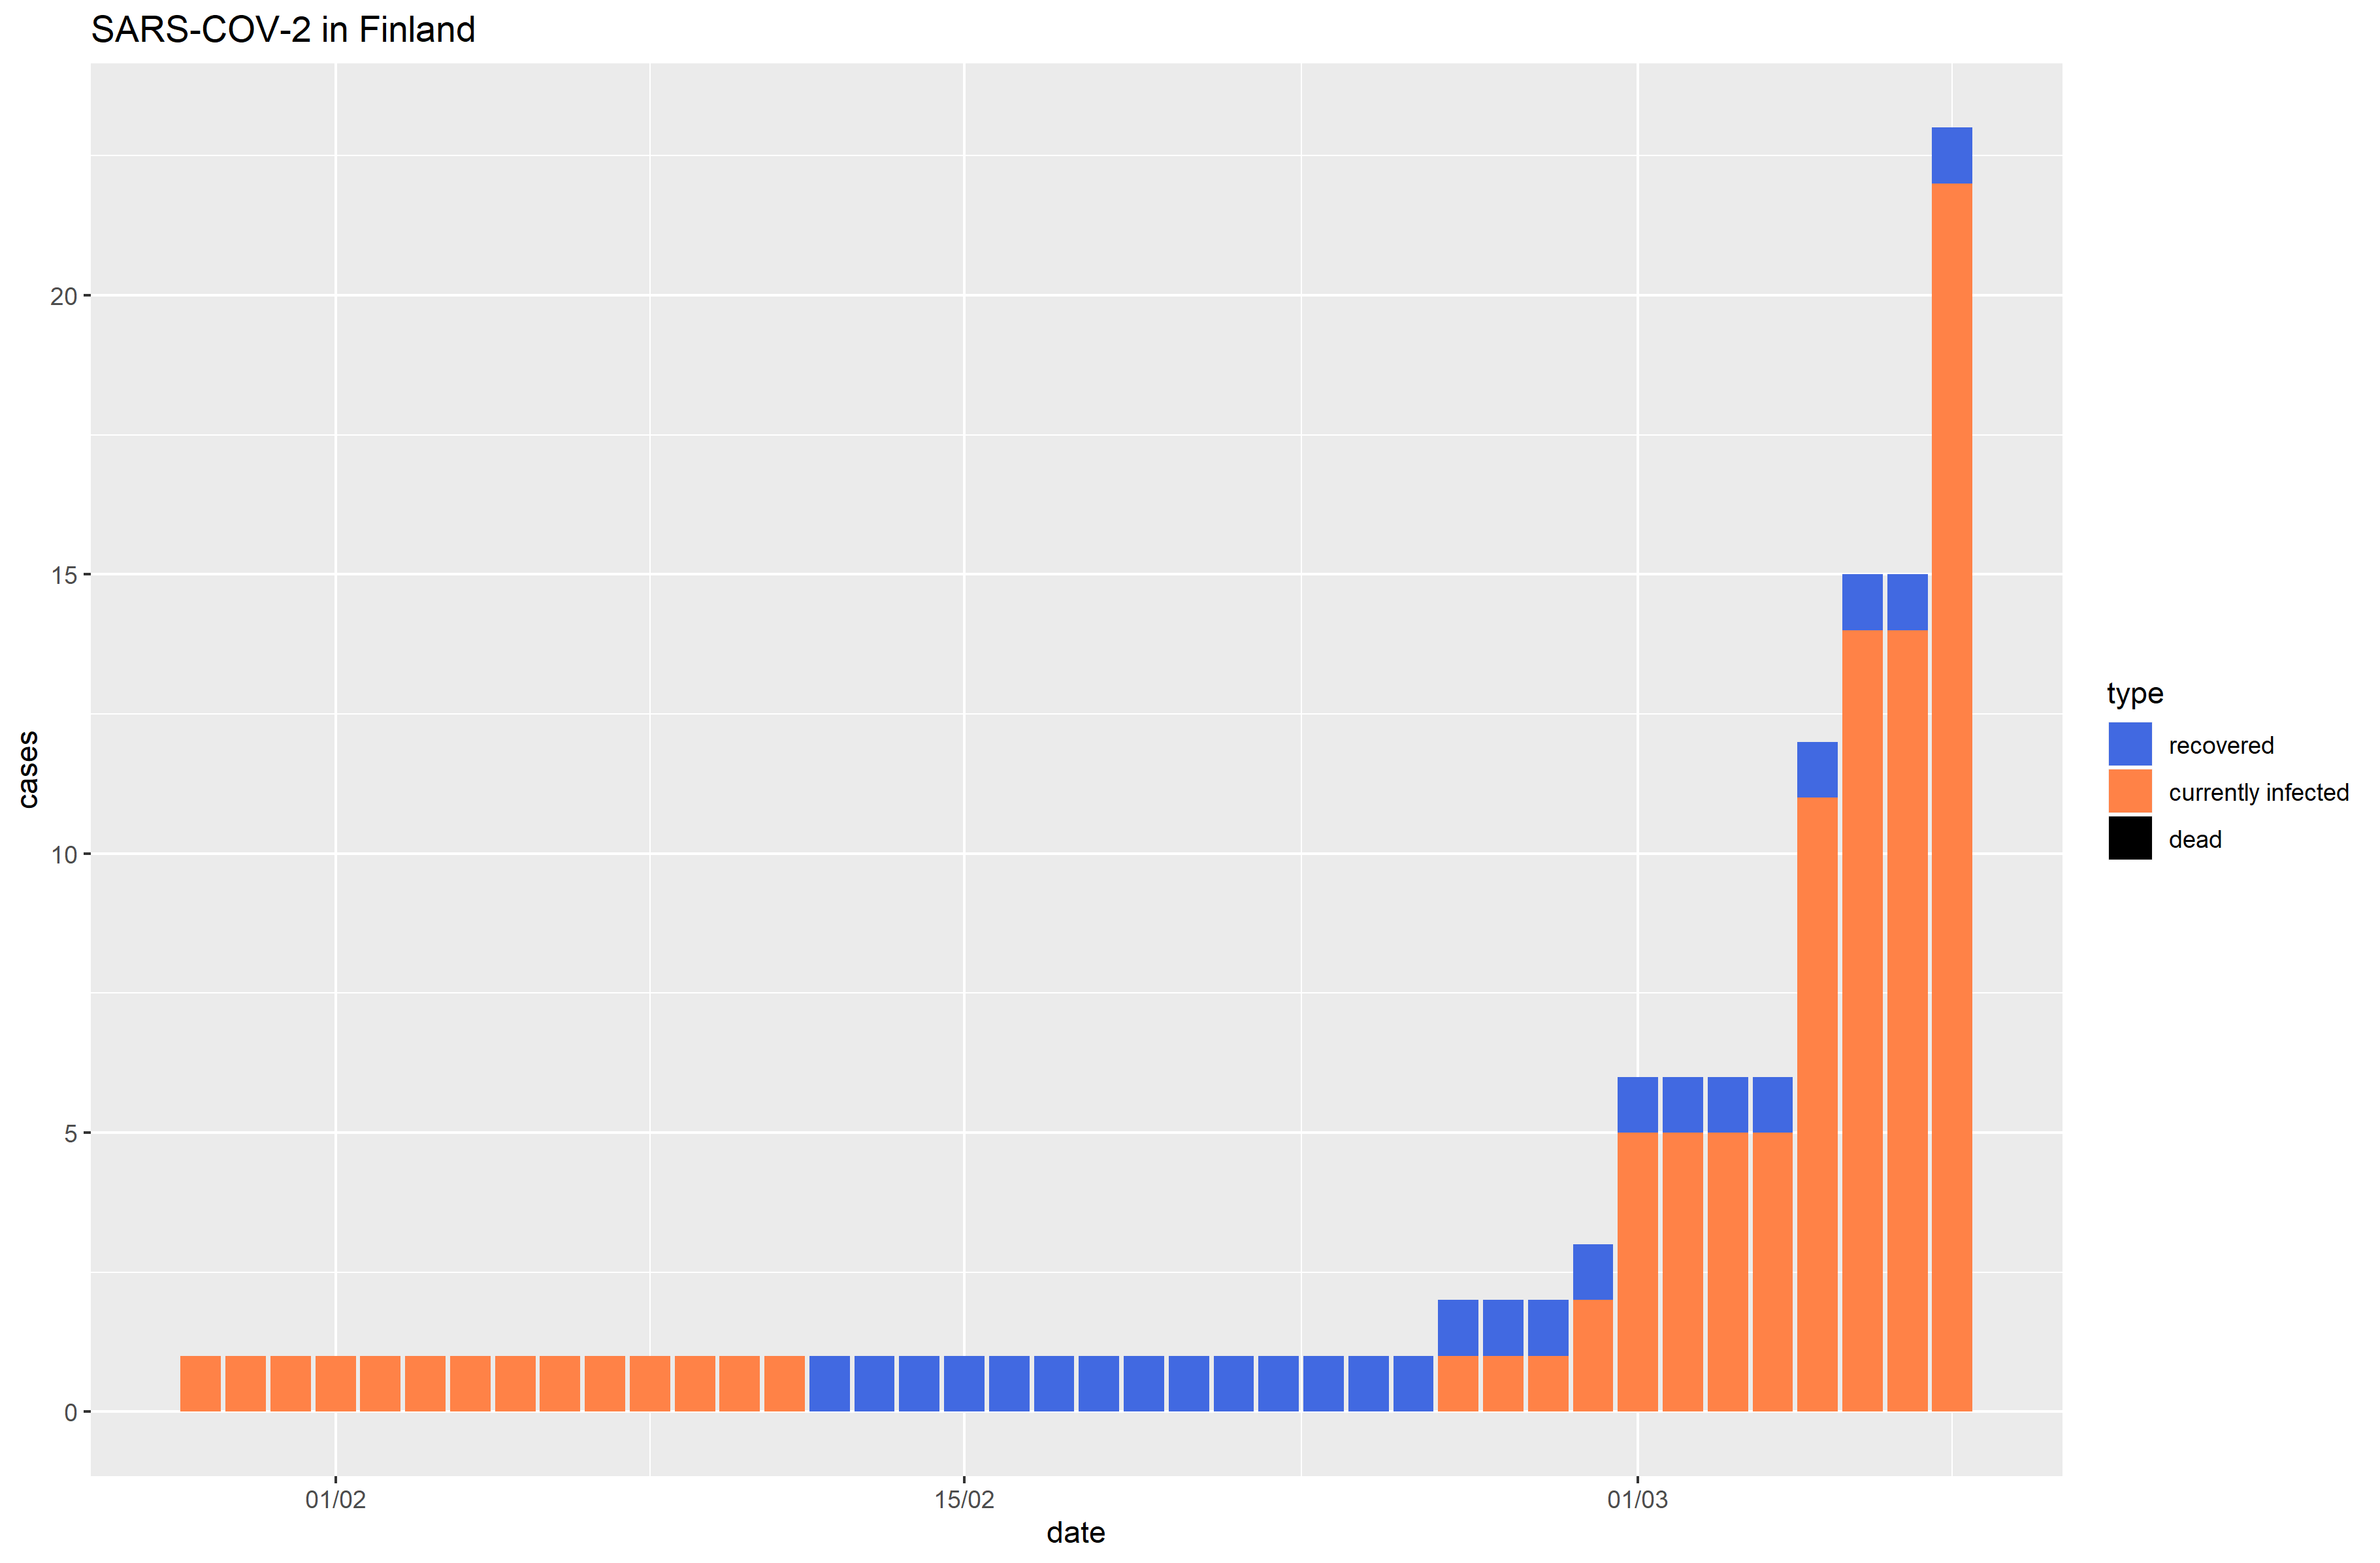 SARS-COV-2 in Finland
cases
20
15
10
5
0
01/02
15/02
01/03
date
type
recovered
currently infected
dead